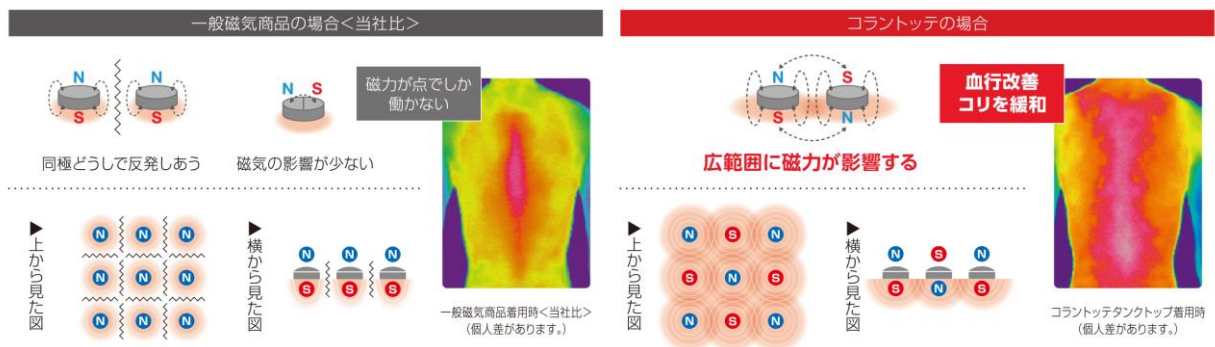 一般磁気商品の場合<当社比>
N
N
S
S
同極どうしで反発しあう
N S
磁気の影響が少ない
磁力が点でしか
働かない
▶上から見た図
N N N
N N N
N N N
▶横から見た図
N N N
S S S
一般磁気商品着用時<当社比>
(個人差があります。)
コラントッテの場合
N S
S N
広範囲に磁力が影響する
血行改善
コリを緩和
▶上から見た図
N S N
S N S
N S N
▶横から見た図
N S N
S N S
コラントッテタンクトップ着用時
(個人差があります。)